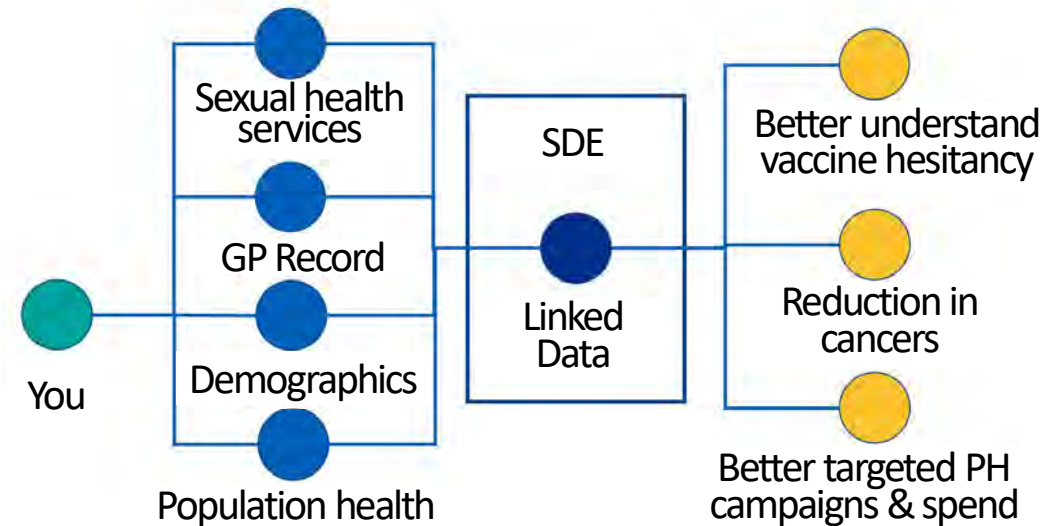 You
Sexual health
services
GP Record
Demographics
Population health
SDE
Linked
Data
Better understand
vaccine hesitancy
Reduction in
cancers
Better targeted PH
campaigns & spend